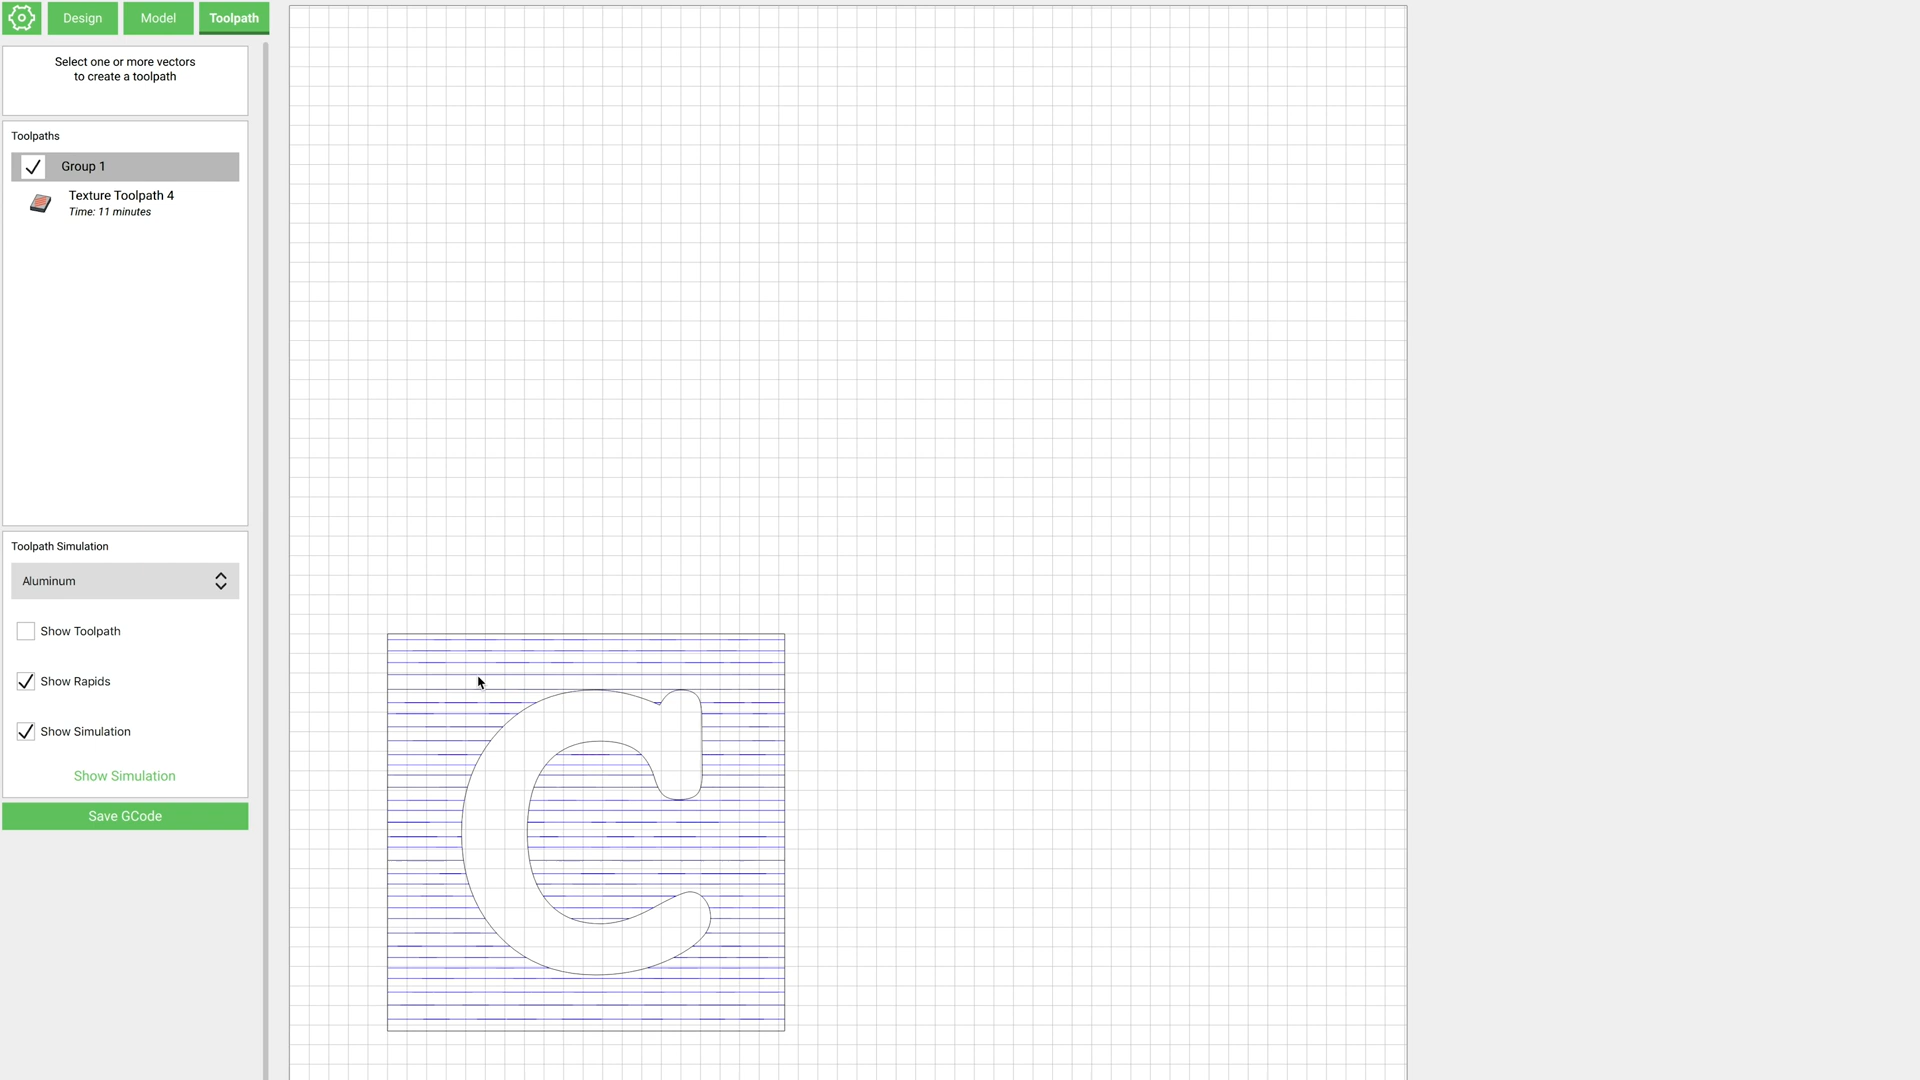 Design
Model
Toolpath
Select one or more vectors
to create a toolpath
Toolpaths
Group 1
Texture Toolpath 4
Time: 11 minutes
Toolpath Simulation
Aluminum
Show Toolpath
Show Rapids
Show Simulation
Show Simulation
Save GCode
C